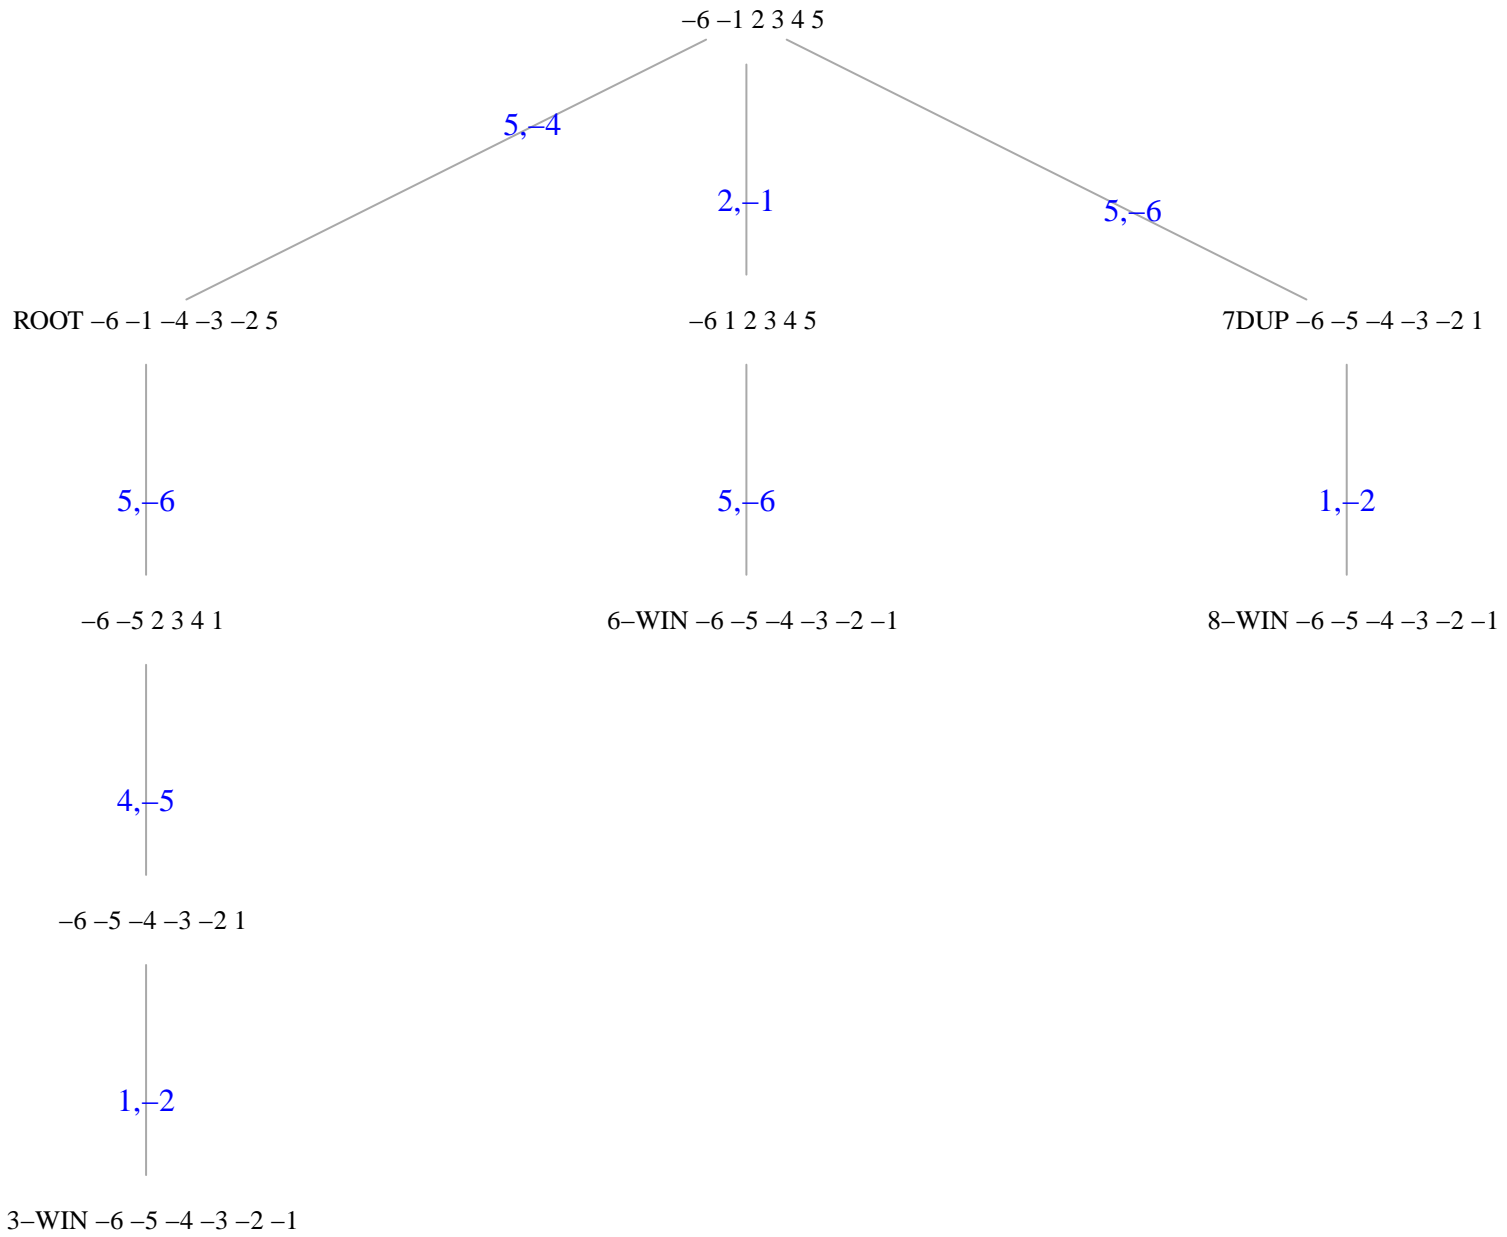 –6 –1 2 3 4 5
5,–4
2,–1
5,–6
ROOT –6 –1 –4 –3 –2 5
–6 1 2 3 4 5
7DUP –6 –5 –4 –3 –2 1
5,–6
5,–6
1,–2
–6 –5 2 3 4 1
6–WIN –6 –5 –4 –3 –2 –1
8–WIN –6 –5 –4 –3 –2 –1
4,–5
–6 –5 –4 –3 –2 1
1,–2
3–WIN –6 –5 –4 –3 –2 –1